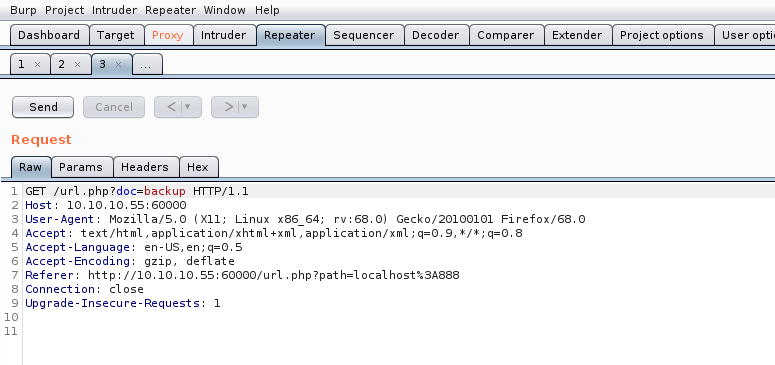 Burp Project Intruder Repeater Window Help
Dashboard Target Proxy Intruder Repeater Sequencer Decoder Comparer Extender Project options User opti
1 × 2 × 3 × ...
Send Cancel < | ▼ > | ▼
Request
Raw Params Headers Hex
1 GET /url.php?doc=backup HTTP/1.1
2 Host: 10.10.10.55:60000
3 User-Agent: Mozilla/5.0 (X11; Linux x86_64; rv:68.0) Gecko/20100101 Firefox/68.0
4 Accept: text/html,application/xhtml+xml,application/xml;q=0.9,*/*;q=0.8
5 Accept-Language: en-US,en;q=0.5
6 Accept-Encoding: gzip, deflate
7 Referer: http://10.10.10.55:60000/url.php?path=localhost%3A888
8 Connection: close
9 Upgrade-Insecure-Requests: 1
10
11